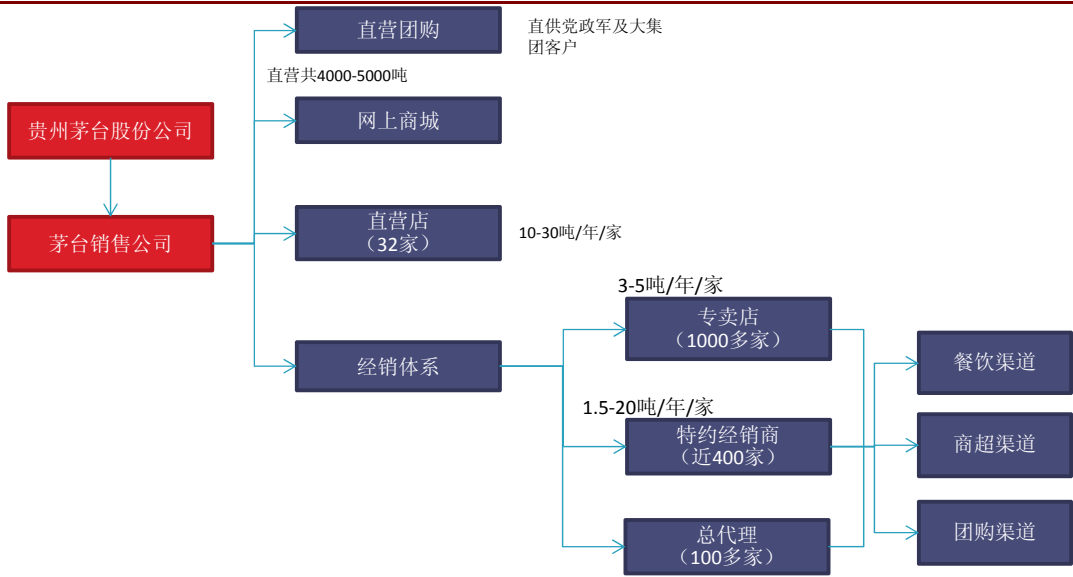 直营团购
直供党政军及大集
团客户
直营共4000-5000吨
贵州茅台股份公司
网上商城
茅台销售公司
直营店
（32家）
10-30吨/年/家
3-5吨/年/家
专卖店
（1000多家）
经销体系
餐饮渠道
1.5-20吨/年/家
特约经销商
（近400家）
商超渠道
总代理
（100多家）
团购渠道